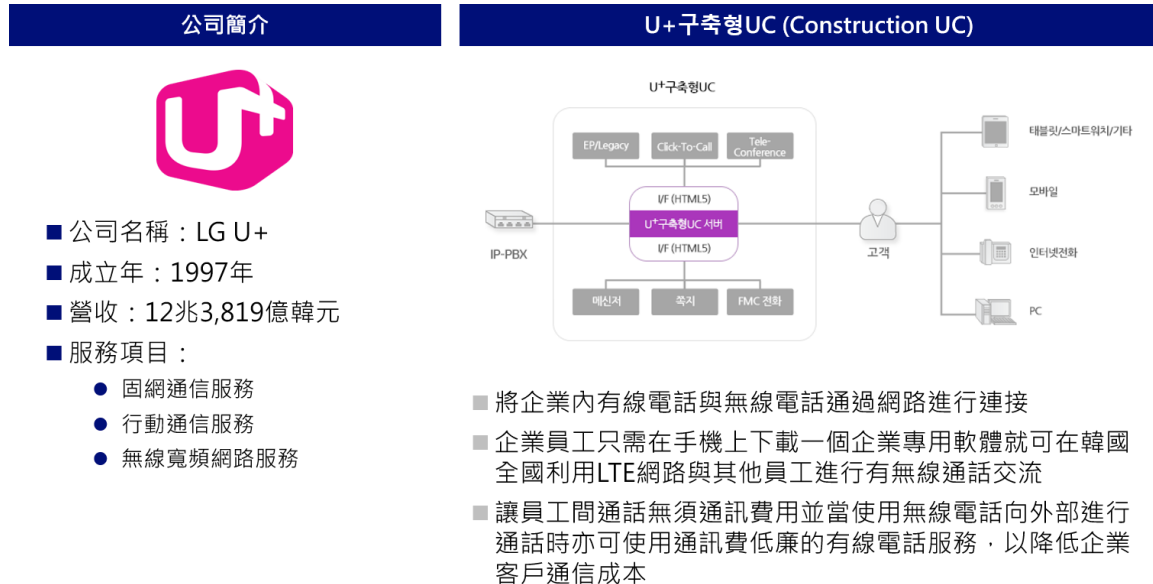 公司簡介
U+
公司名稱：LG U+
成立年：1997年
營收：12兆3,819億韓元
服務項目：
固網通信服務
行動通信服務
無線寬頻網路服務
U+구축형UC (Construction UC)
U+구축형UC
EP/Legacy
Click-To-Call
Tele-
Conference
I/F (HTML5)
U+구축형UC 서버
I/F (HTML5)
IP-PBX
메신저
쪽지
FMC 전화
고객
태블릿/스마트워치/기타
모바일
인터넷전화
PC
將企業內有線電話與無線電話通過網路進行連接
企業員工只需在手機上下載一個企業專用軟體就可在韓國
全國利用LTE網路與其他員工進行有無線通話交流
讓員工間通話無須通訊費用並當使用無線電話向外部進行
通話時亦可使用通訊費低廉的有線電話服務，以降低企業
客戶通信成本